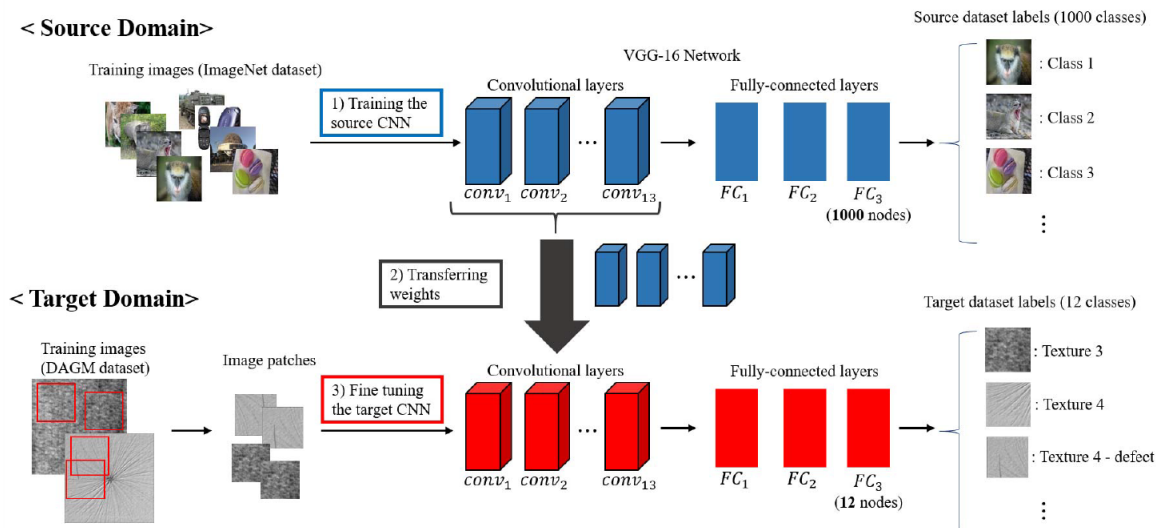 < Source Domain>
Training images (ImageNet dataset)
1) Training the
source CNN
VGG-16 Network
Convolutional layers
Fully-connected layers
...
conv1
conv2
conv13
FC1
FC2
FC3
(1000 nodes)
Source dataset labels (1000 classes)
: Class 1
: Class 2
: Class 3
⋮
2) Transferring
weights
...
< Target Domain>
Training images
(DAGM dataset)
Image patches
3) Fine tuning
the target CNN
Convolutional layers
Fully-connected layers
...
conv1
conv2
conv13
FC1
FC2
FC3
(12 nodes)
Target dataset labels (12 classes)
: Texture 3
: Texture 4
: Texture 4 - defect
⋮